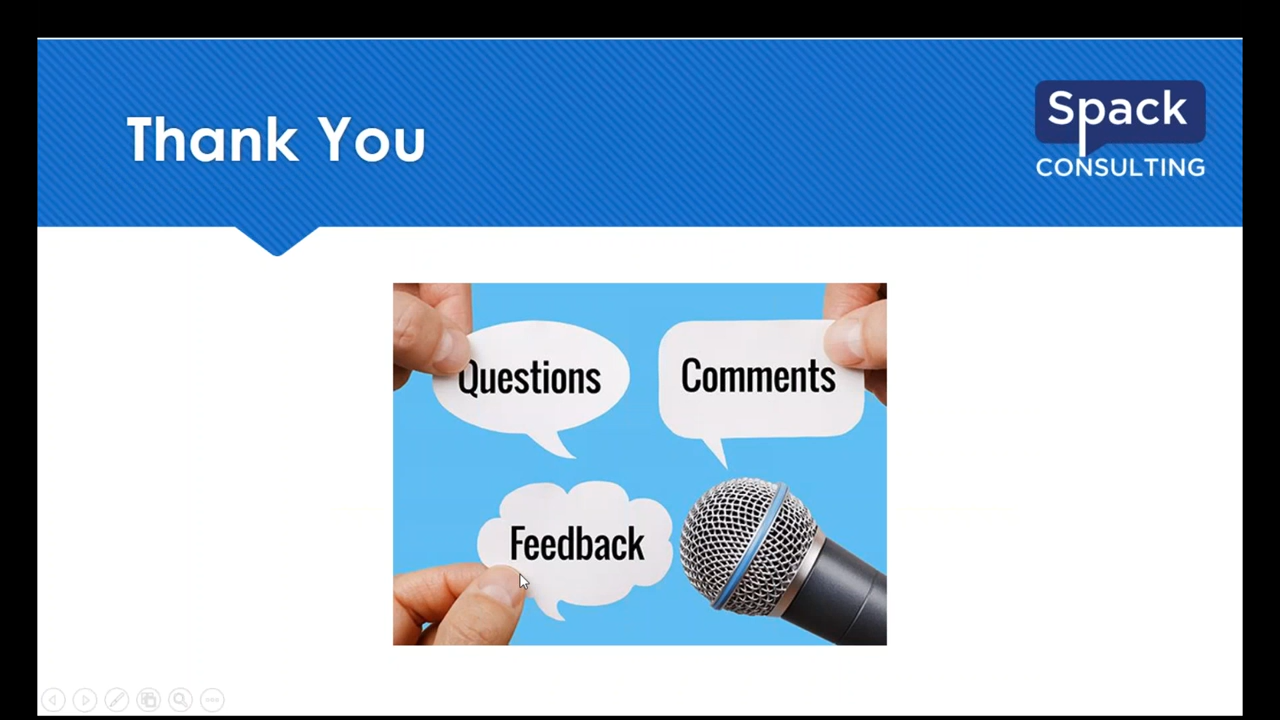 Thank You
Spack
CONSULTING
Questions
Comments
Feedback